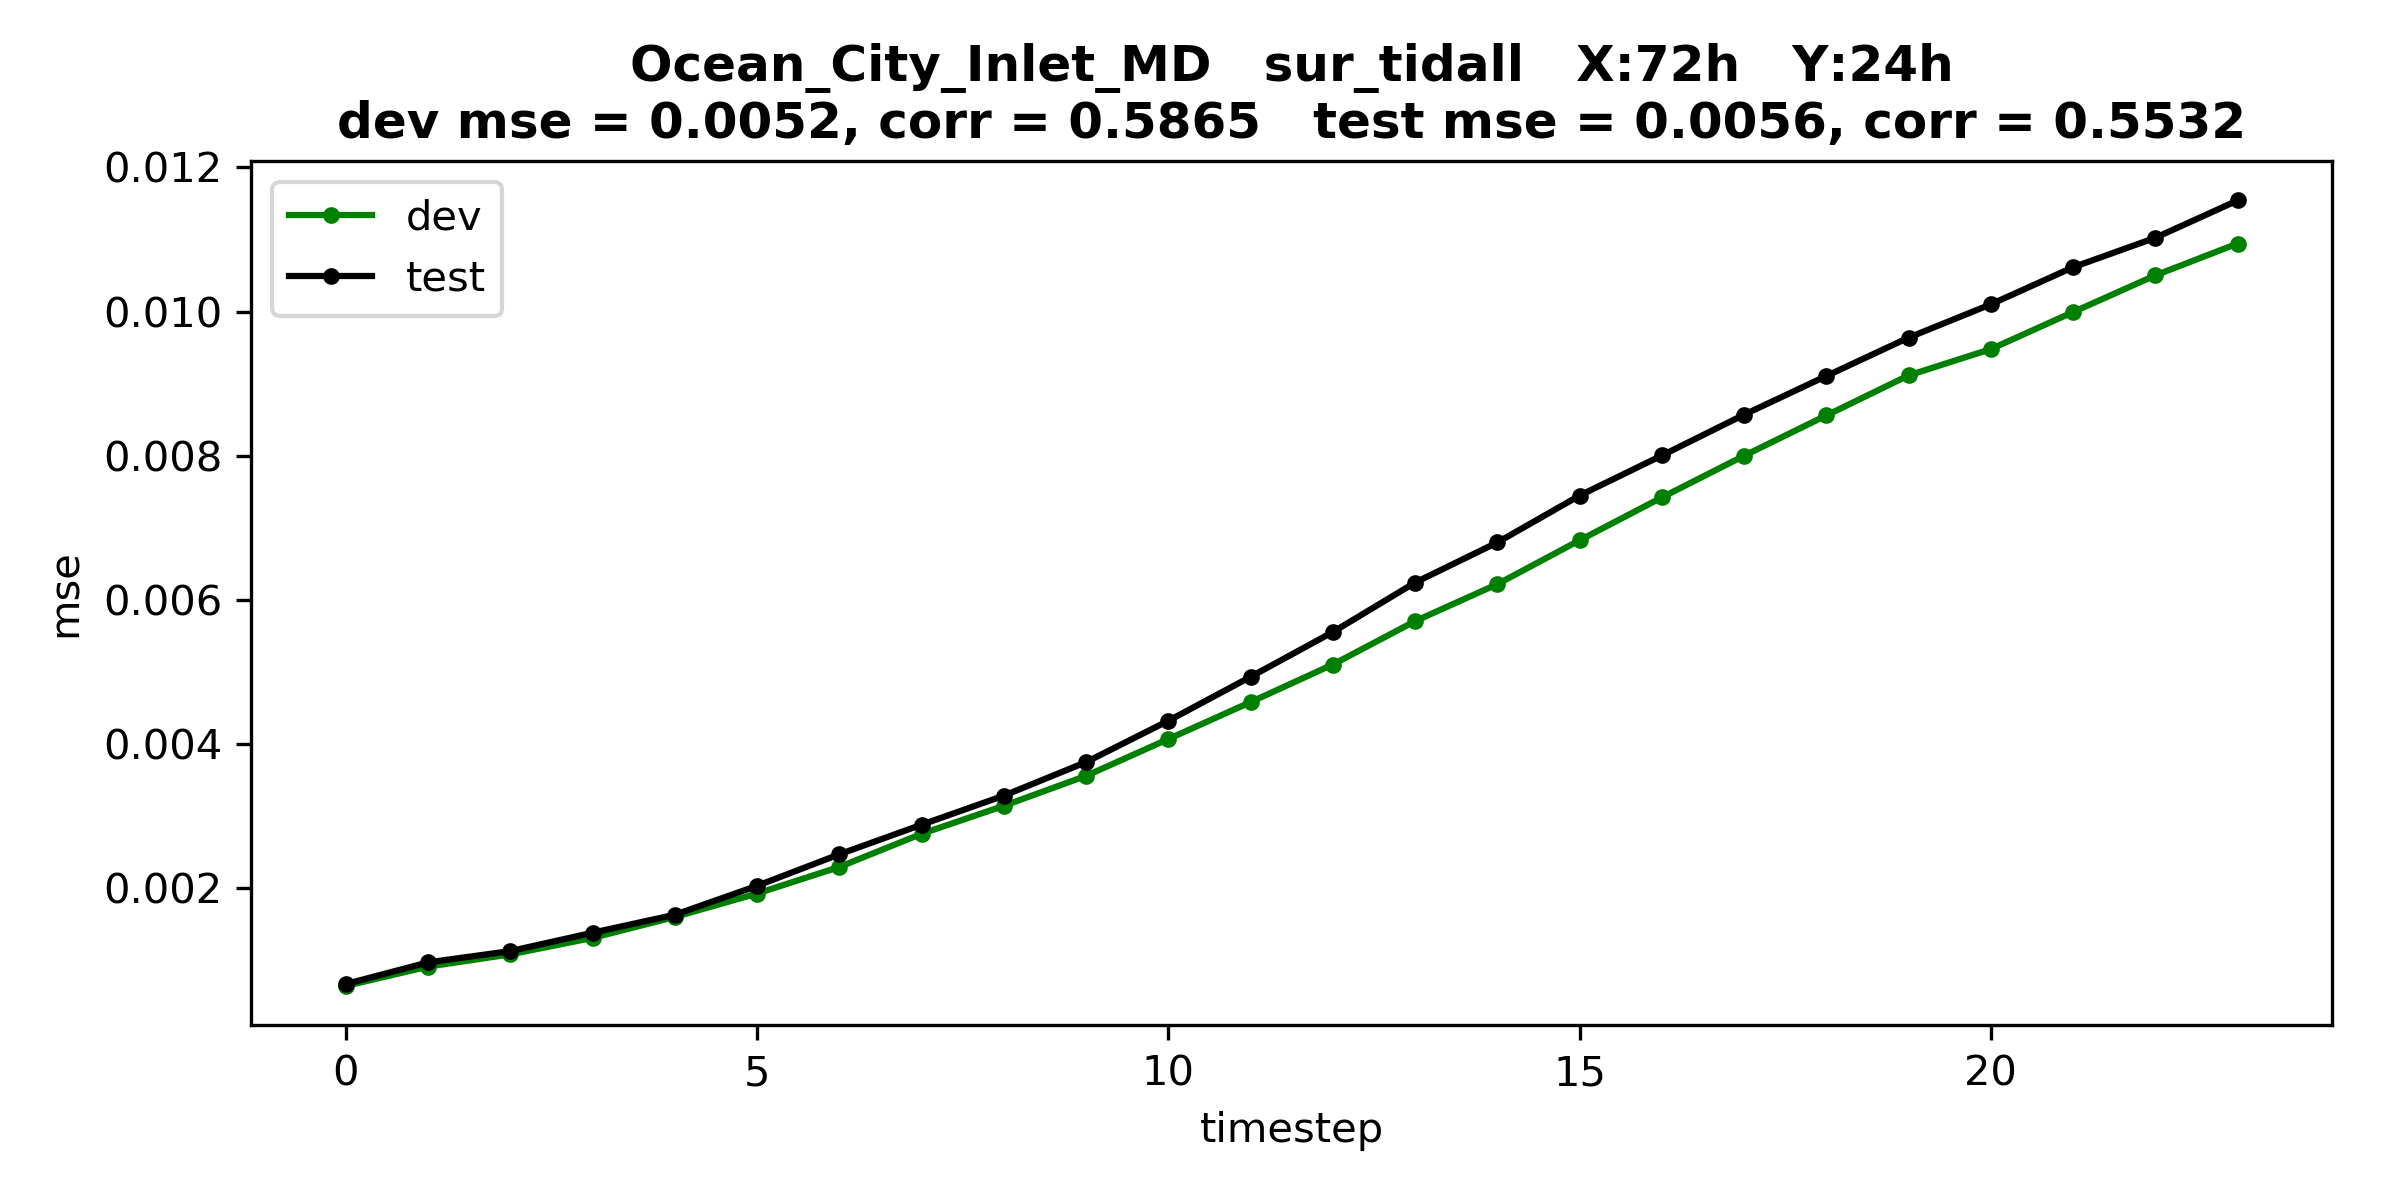 Ocean_City_Inlet_MD   sur_tidall   X:72h   Y:24h
dev mse = 0.0052, corr = 0.5865   test mse = 0.0056, corr = 0.5532
0.012
0.010
0.008
0.006
0.004
0.002
mse
dev
test
0 5 10 15 20
timestep